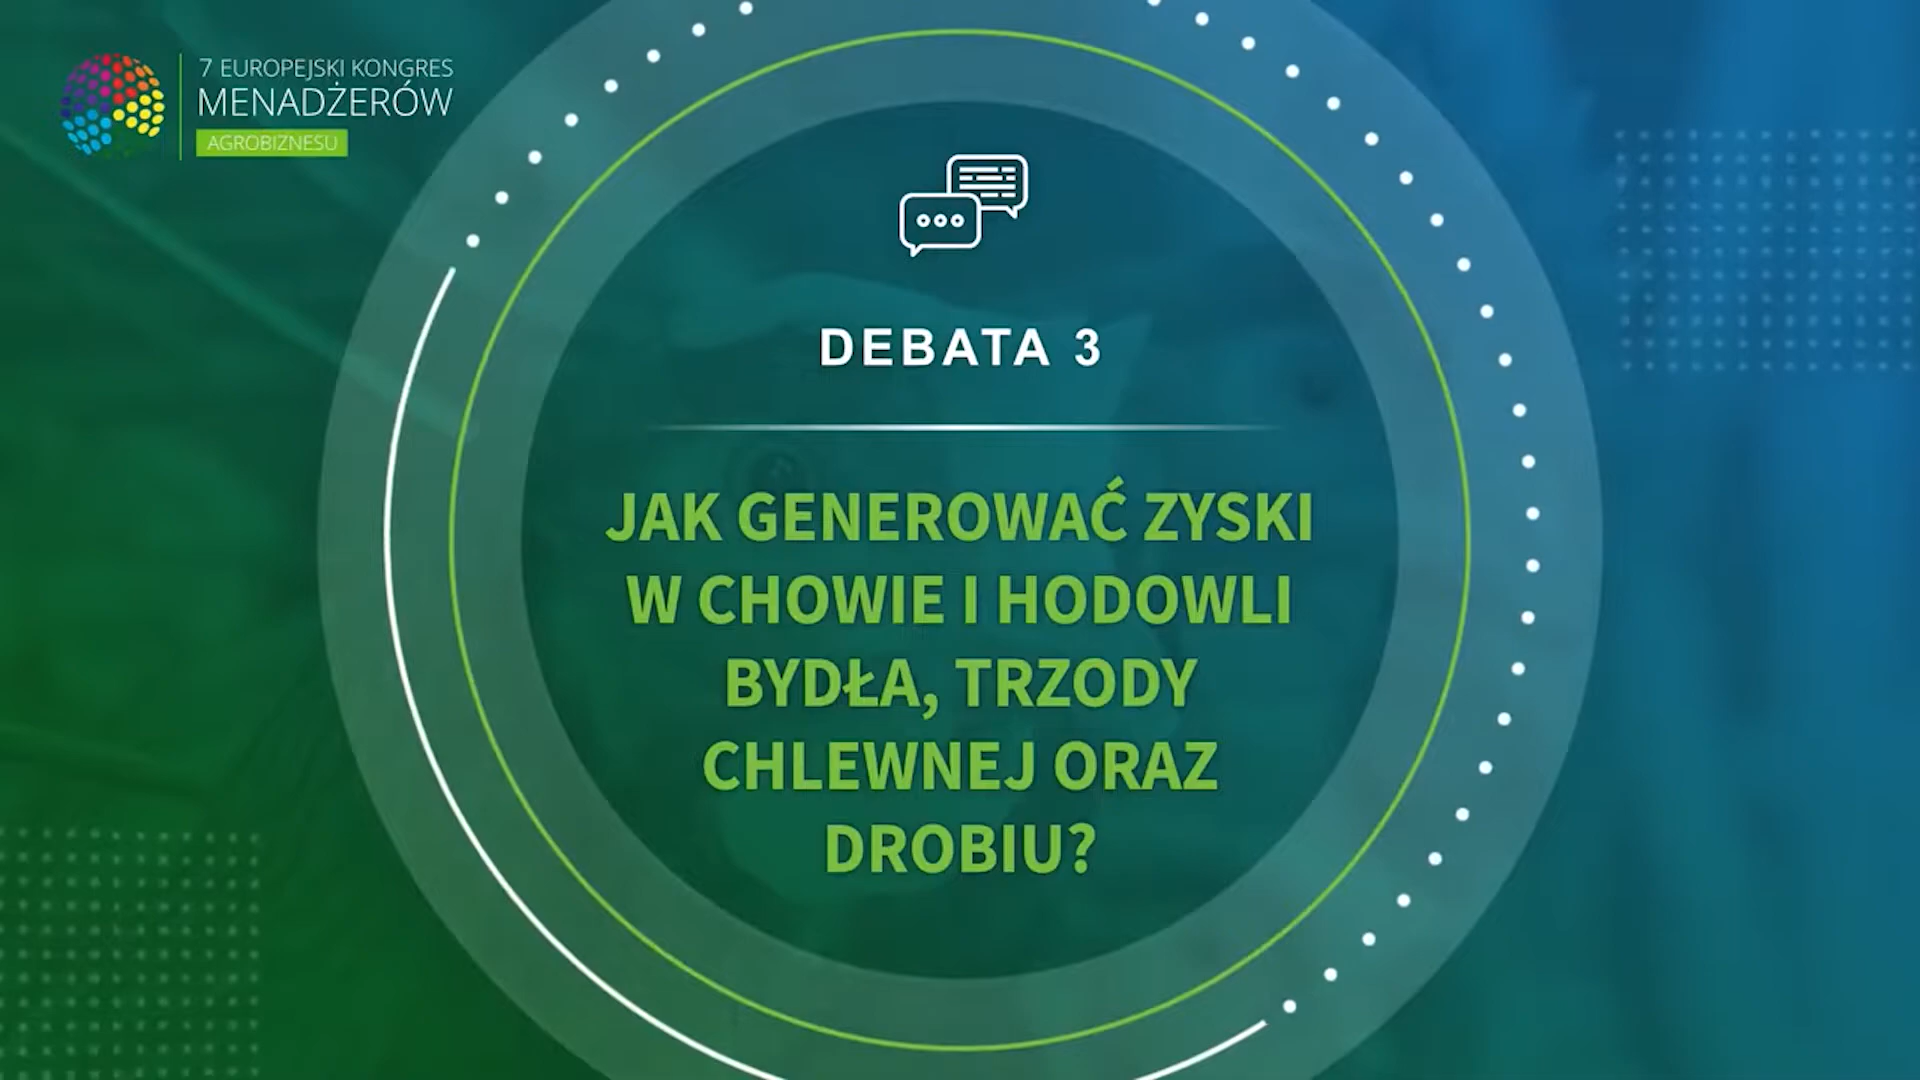 7 EUROPEJSKI KONGRES
MENADŻERÓW
AGROBIZNESU
DEBATA 3
JAK GENEROWAĆ ZYSKI
W CHOWIE I HODOWLI
BYDŁA, TRZODY
CHLEWNEJ ORAZ
DROBIU?